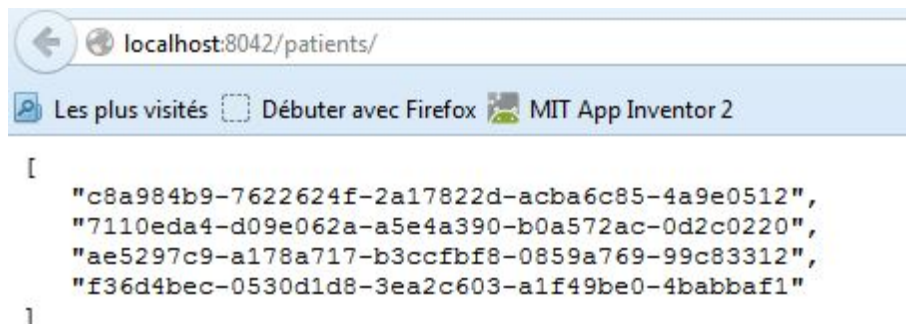 localhost:8042/patients/
Les plus visités Débuter avec Firefox MIT App Inventor 2
[
"c8a984b9-7622624f-2a17822d-acba6c85-4a9e0512",
"7110eda4-d09e062a-a5e4a390-b0a572ac-0d2c0220",
"ae5297c9-a178a717-b3ccfbf8-0859a769-99c83312",
"f36d4bec-0530d1d8-3ea2c603-a1f49be0-4babbaf1"
]